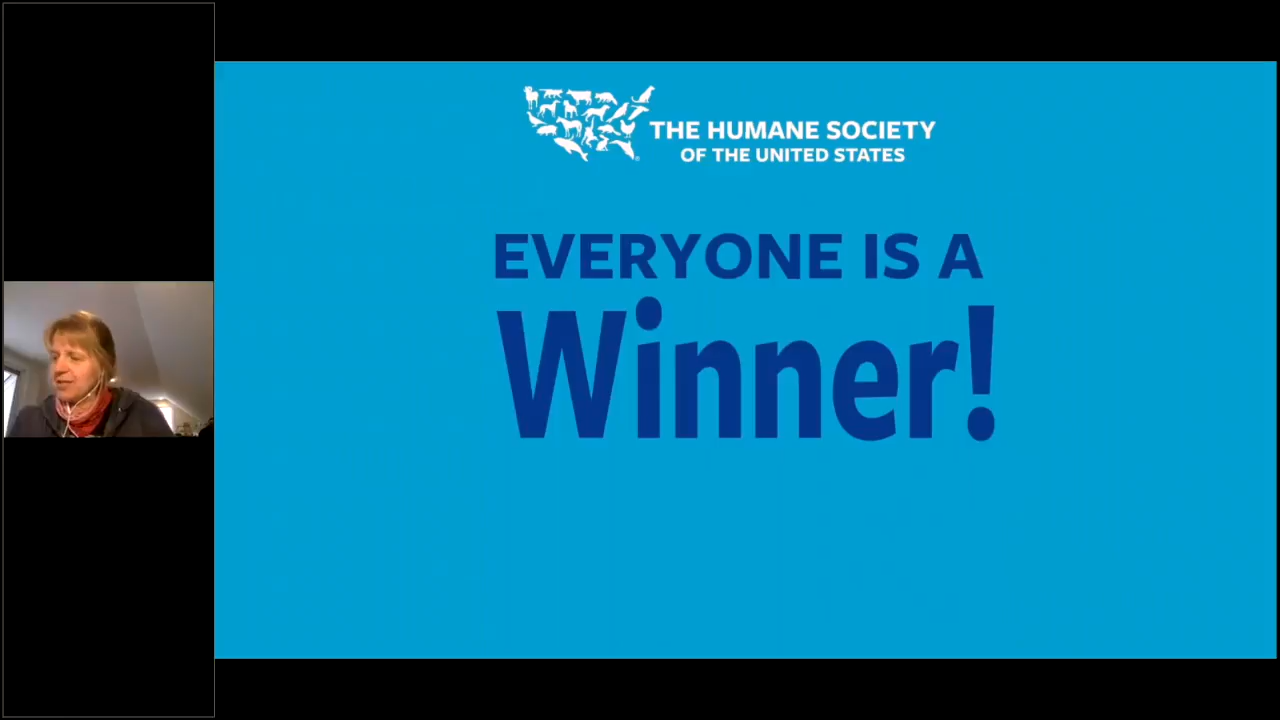 THE HUMANE SOCIETY
OF THE UNITED STATES
EVERYONE IS A
Winner!